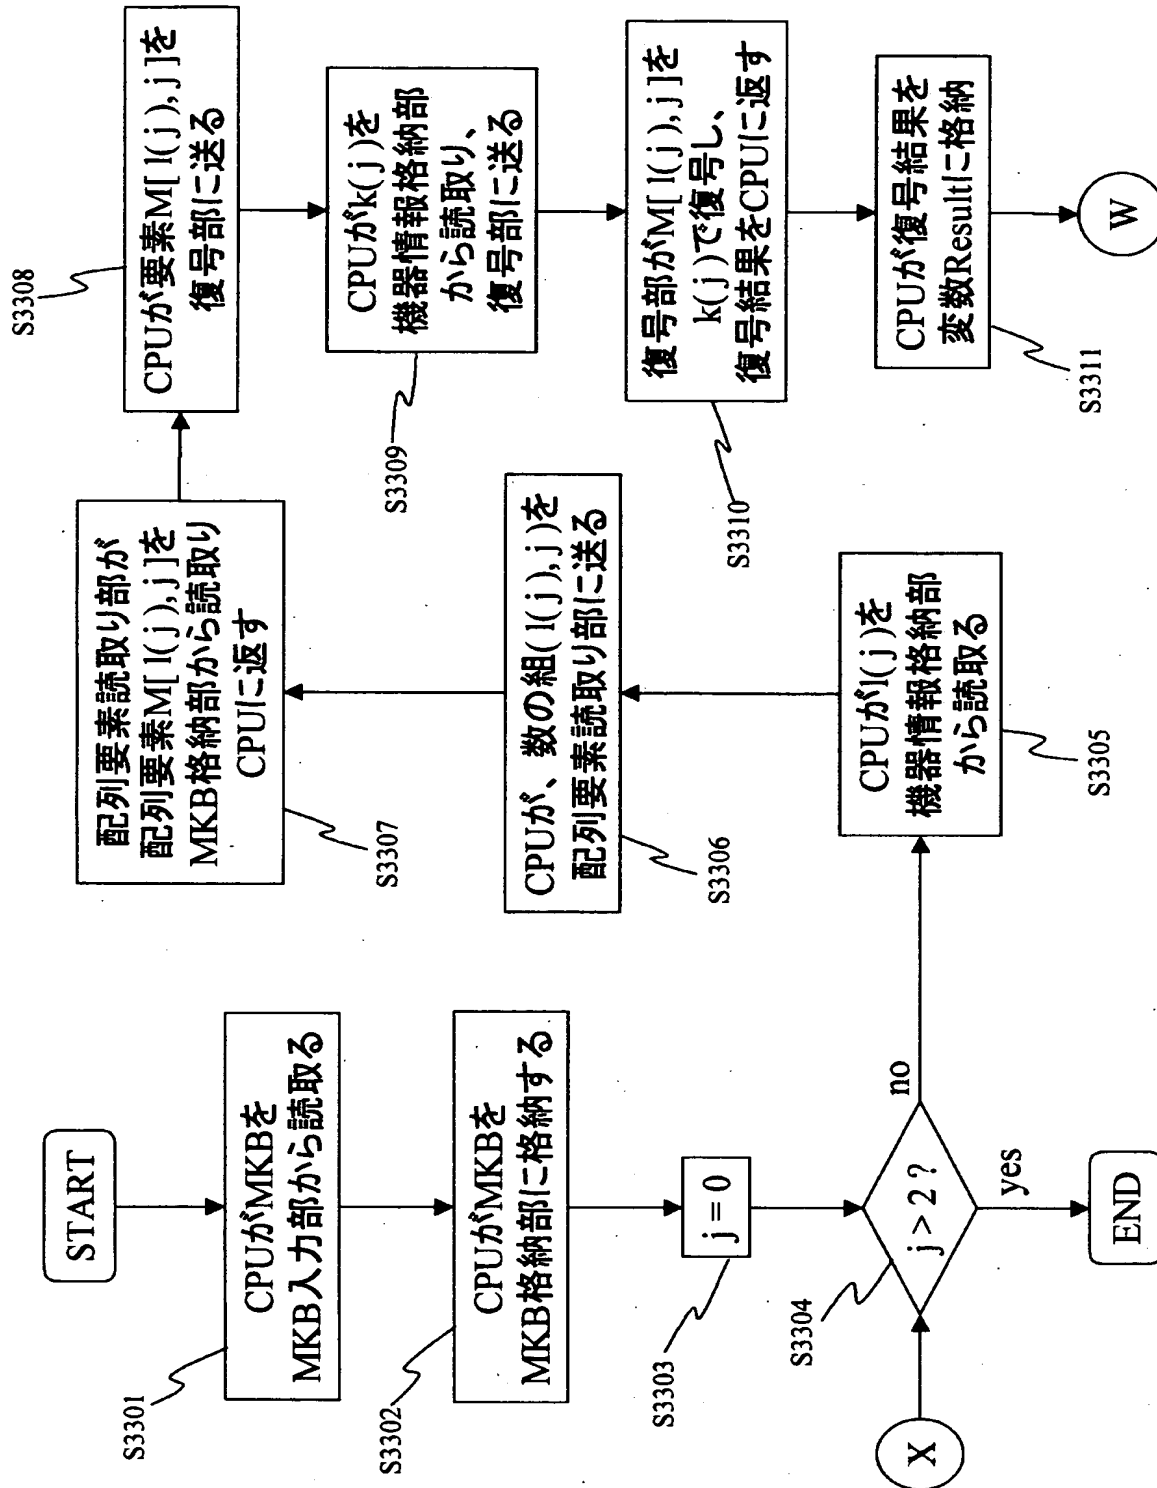 START
S3301
CPUがMKBを
MKB入力部から読取る
S3302
CPUがMKBを
MKB格納部に格納する
S3303
j = 0
X
S3304
j > 2 ?
no
yes
END
S3305
CPUがl(j)を
機器情報格納部
から読取る
S3306
CPUが、数の組(l(j),j)を
配列要素読取り部に送る
S3307
配列要素読取り部が
配列要素M[l(j),j]を
MKB格納部から読取り
CPUに返す
S3308
CPUが要素M[l(j),j]を
復号部に送る
S3309
CPUがk(j)を
機器情報格納部
から読取り、
復号部に送る
S3310
復号部がM[l(j),j]を
k(j)で復号し、
復号結果をCPUに返す
S3311
CPUが復号結果を
変数Resultに格納
W